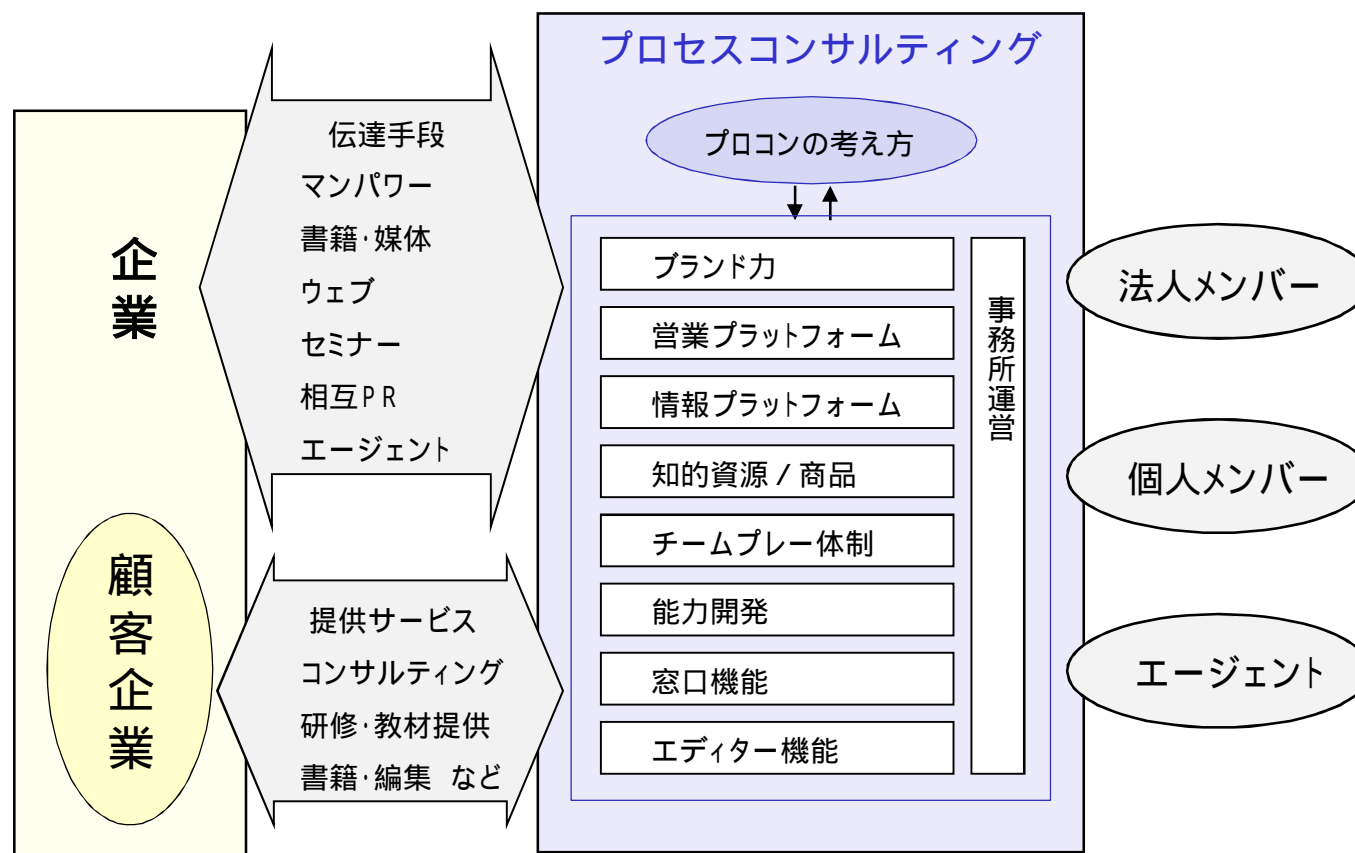 プロセスコンサルティング
プロコンの考え方
企業
顧客企業
伝達手段
マンパワー
書籍・媒体
ウェブ
セミナー
相互PR
エージェント
提供サービス
コンサルティング
研修・教材提供
書籍・編集 など
ブランド力
営業プラットフォーム
情報プラットフォーム
知的資源/商品
チームプレー体制
能力開発
窓口機能
エディター機能
事務所運営
法人メンバー
個人メンバー
エージェント